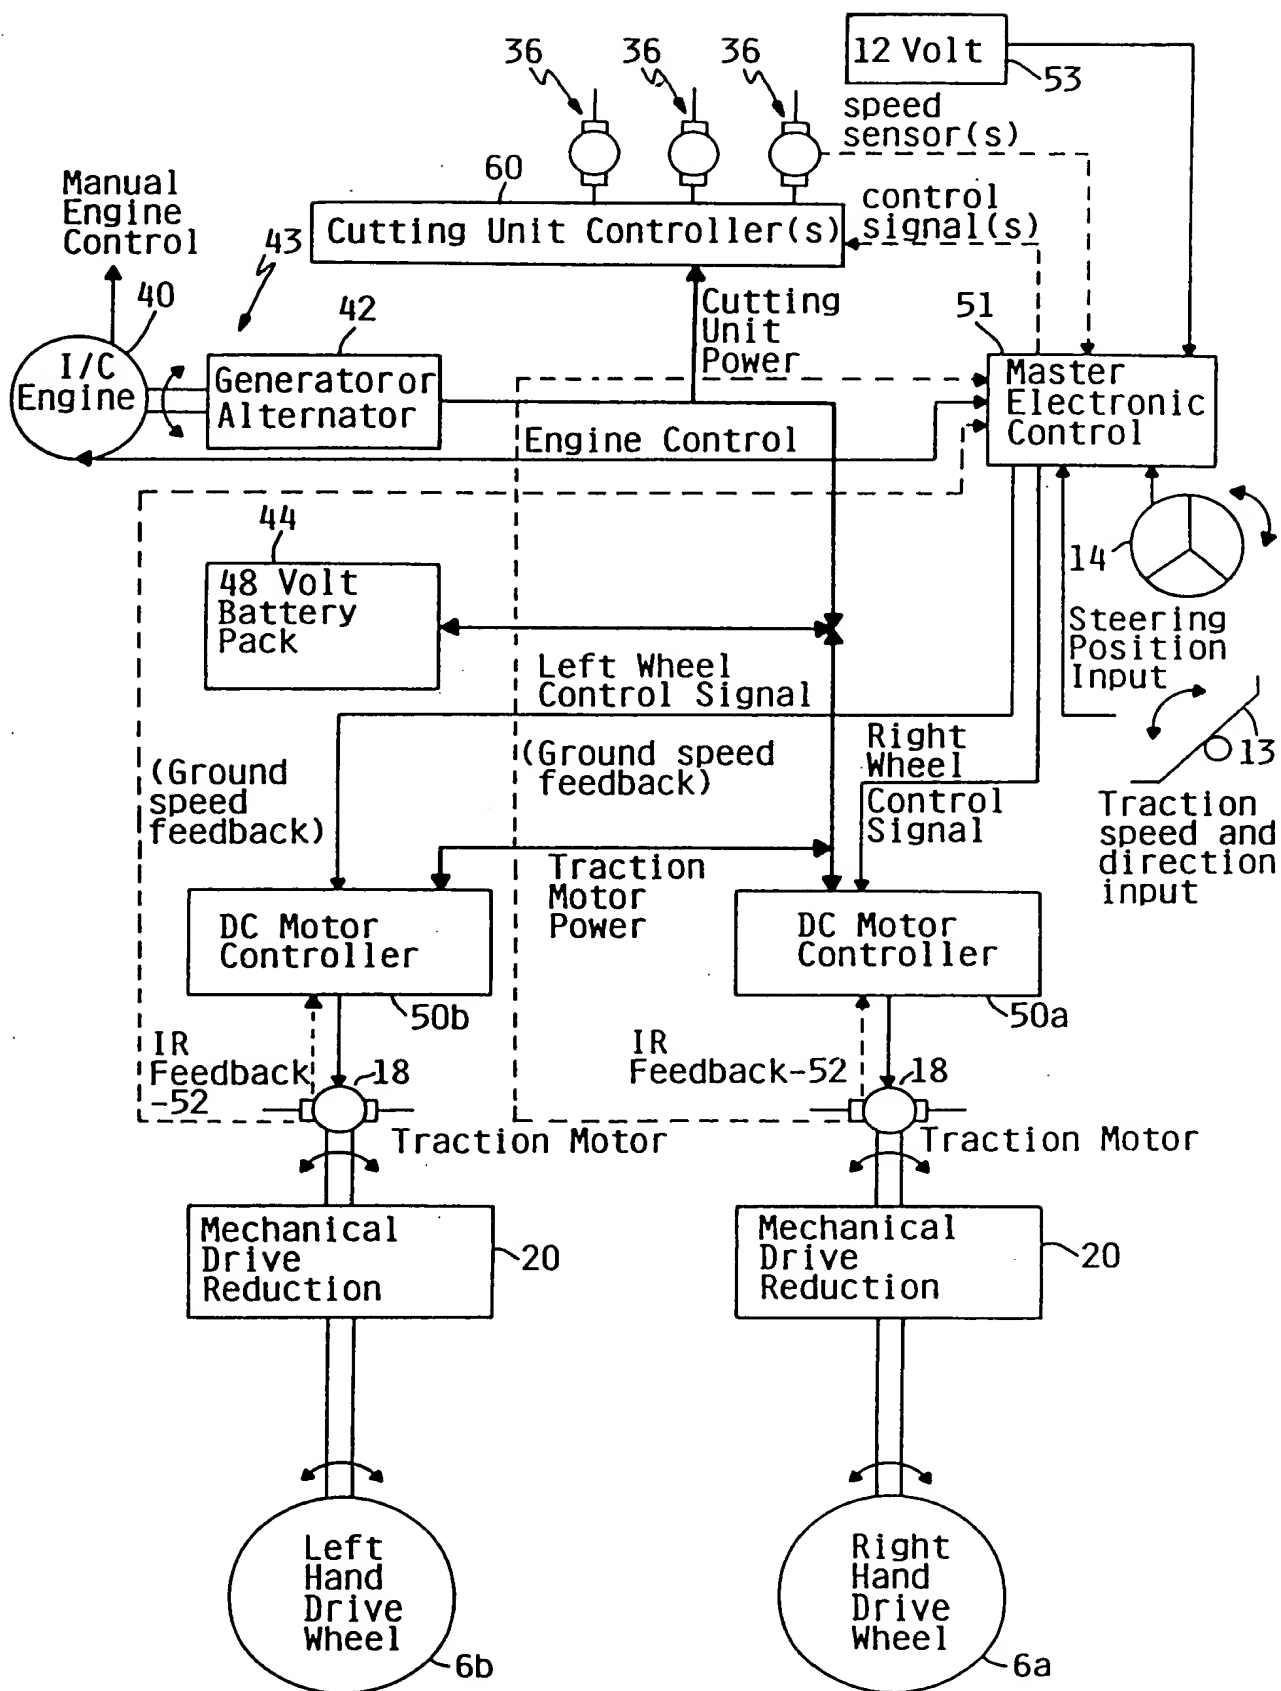 36
36
36
12 Volt
53
speed
sensor(s)
60
Manual
Engine
Control
43
Cutting Unit Controller(s)
control
signal(s)
40
42
Cutting
Unit
Power
51
I/C
Engine
Generatoror
Alternator
Master
Electronic
Control
Engine Control
44
48 Volt
Battery
Pack
14
Steering
Position
Input
Left Wheel
Control Signal
(Ground
speed
feedback)
(Ground speed
feedback)
Right
Wheel
Control
Signal
13
Traction
speed and
direction
input
Traction
Motor
Power
DC Motor
Controller
DC Motor
Controller
50b
50a
IR
Feedback
-52
18
IR
Feedback-52
18
Traction Motor
Traction Motor
Mechanical
Drive
Reduction
20
Mechanical
Drive
Reduction
20
Left
Hand
Drive
Wheel
6b
Right
Hand
Drive
Wheel
6a